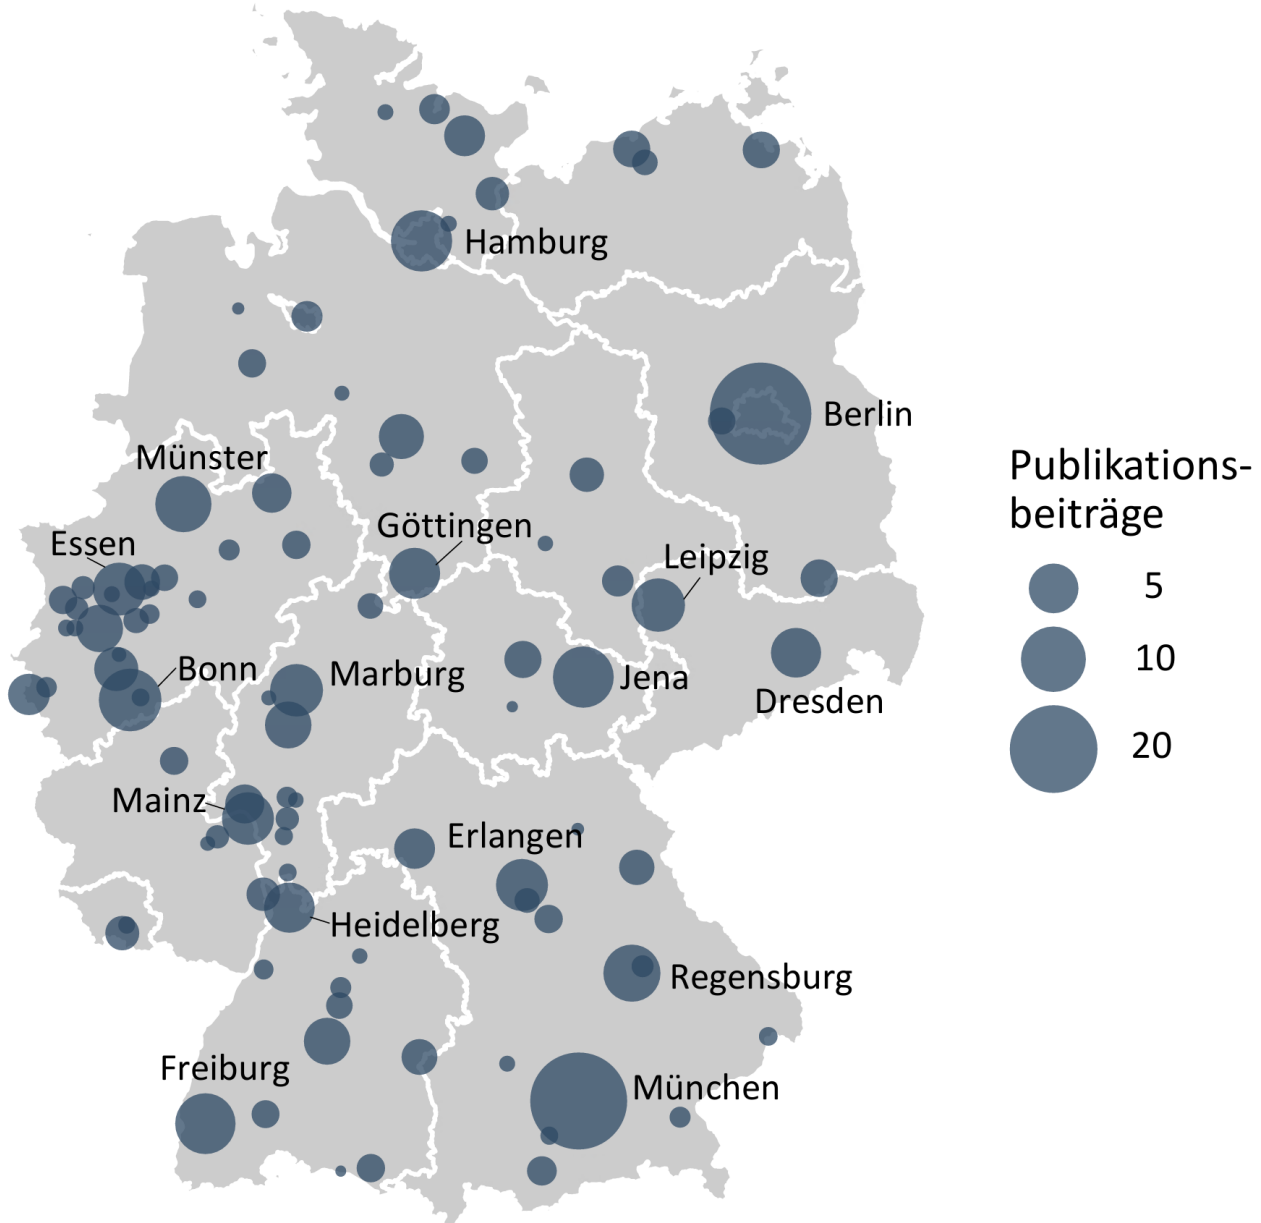 Hamburg
Berlin
Münster
Göttingen
Essen
Leipzig
Bonn
Marburg
Jena
Dresden
Mainz
Erlangen
Heidelberg
Regensburg
Freiburg
München
Publikations-
beiträge
5
10
20